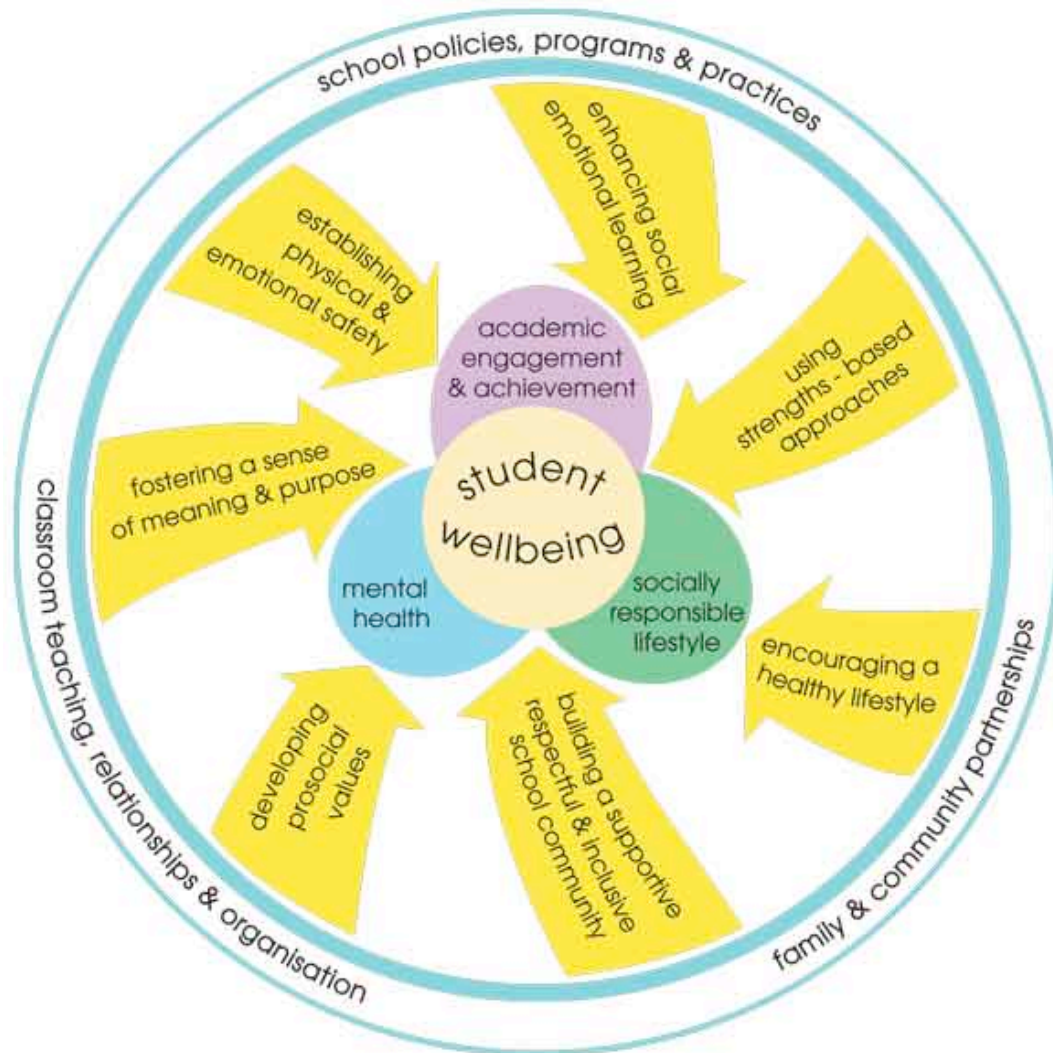 school policies, programs & practices
enhancing social
emotional learning
establishing
physical &
emotional safety
using
strengths - based
approaches
academic
engagement
& achievement
fostering a sense
of meaning & purpose
student
wellbeing
mental
health
socially
responsible
lifestyle
encouraging a
healthy lifestyle
developing
prosocial
values
building a supportive
respectful & inclusive
school community
classroom teaching, relationships & organisation
family & community partnerships